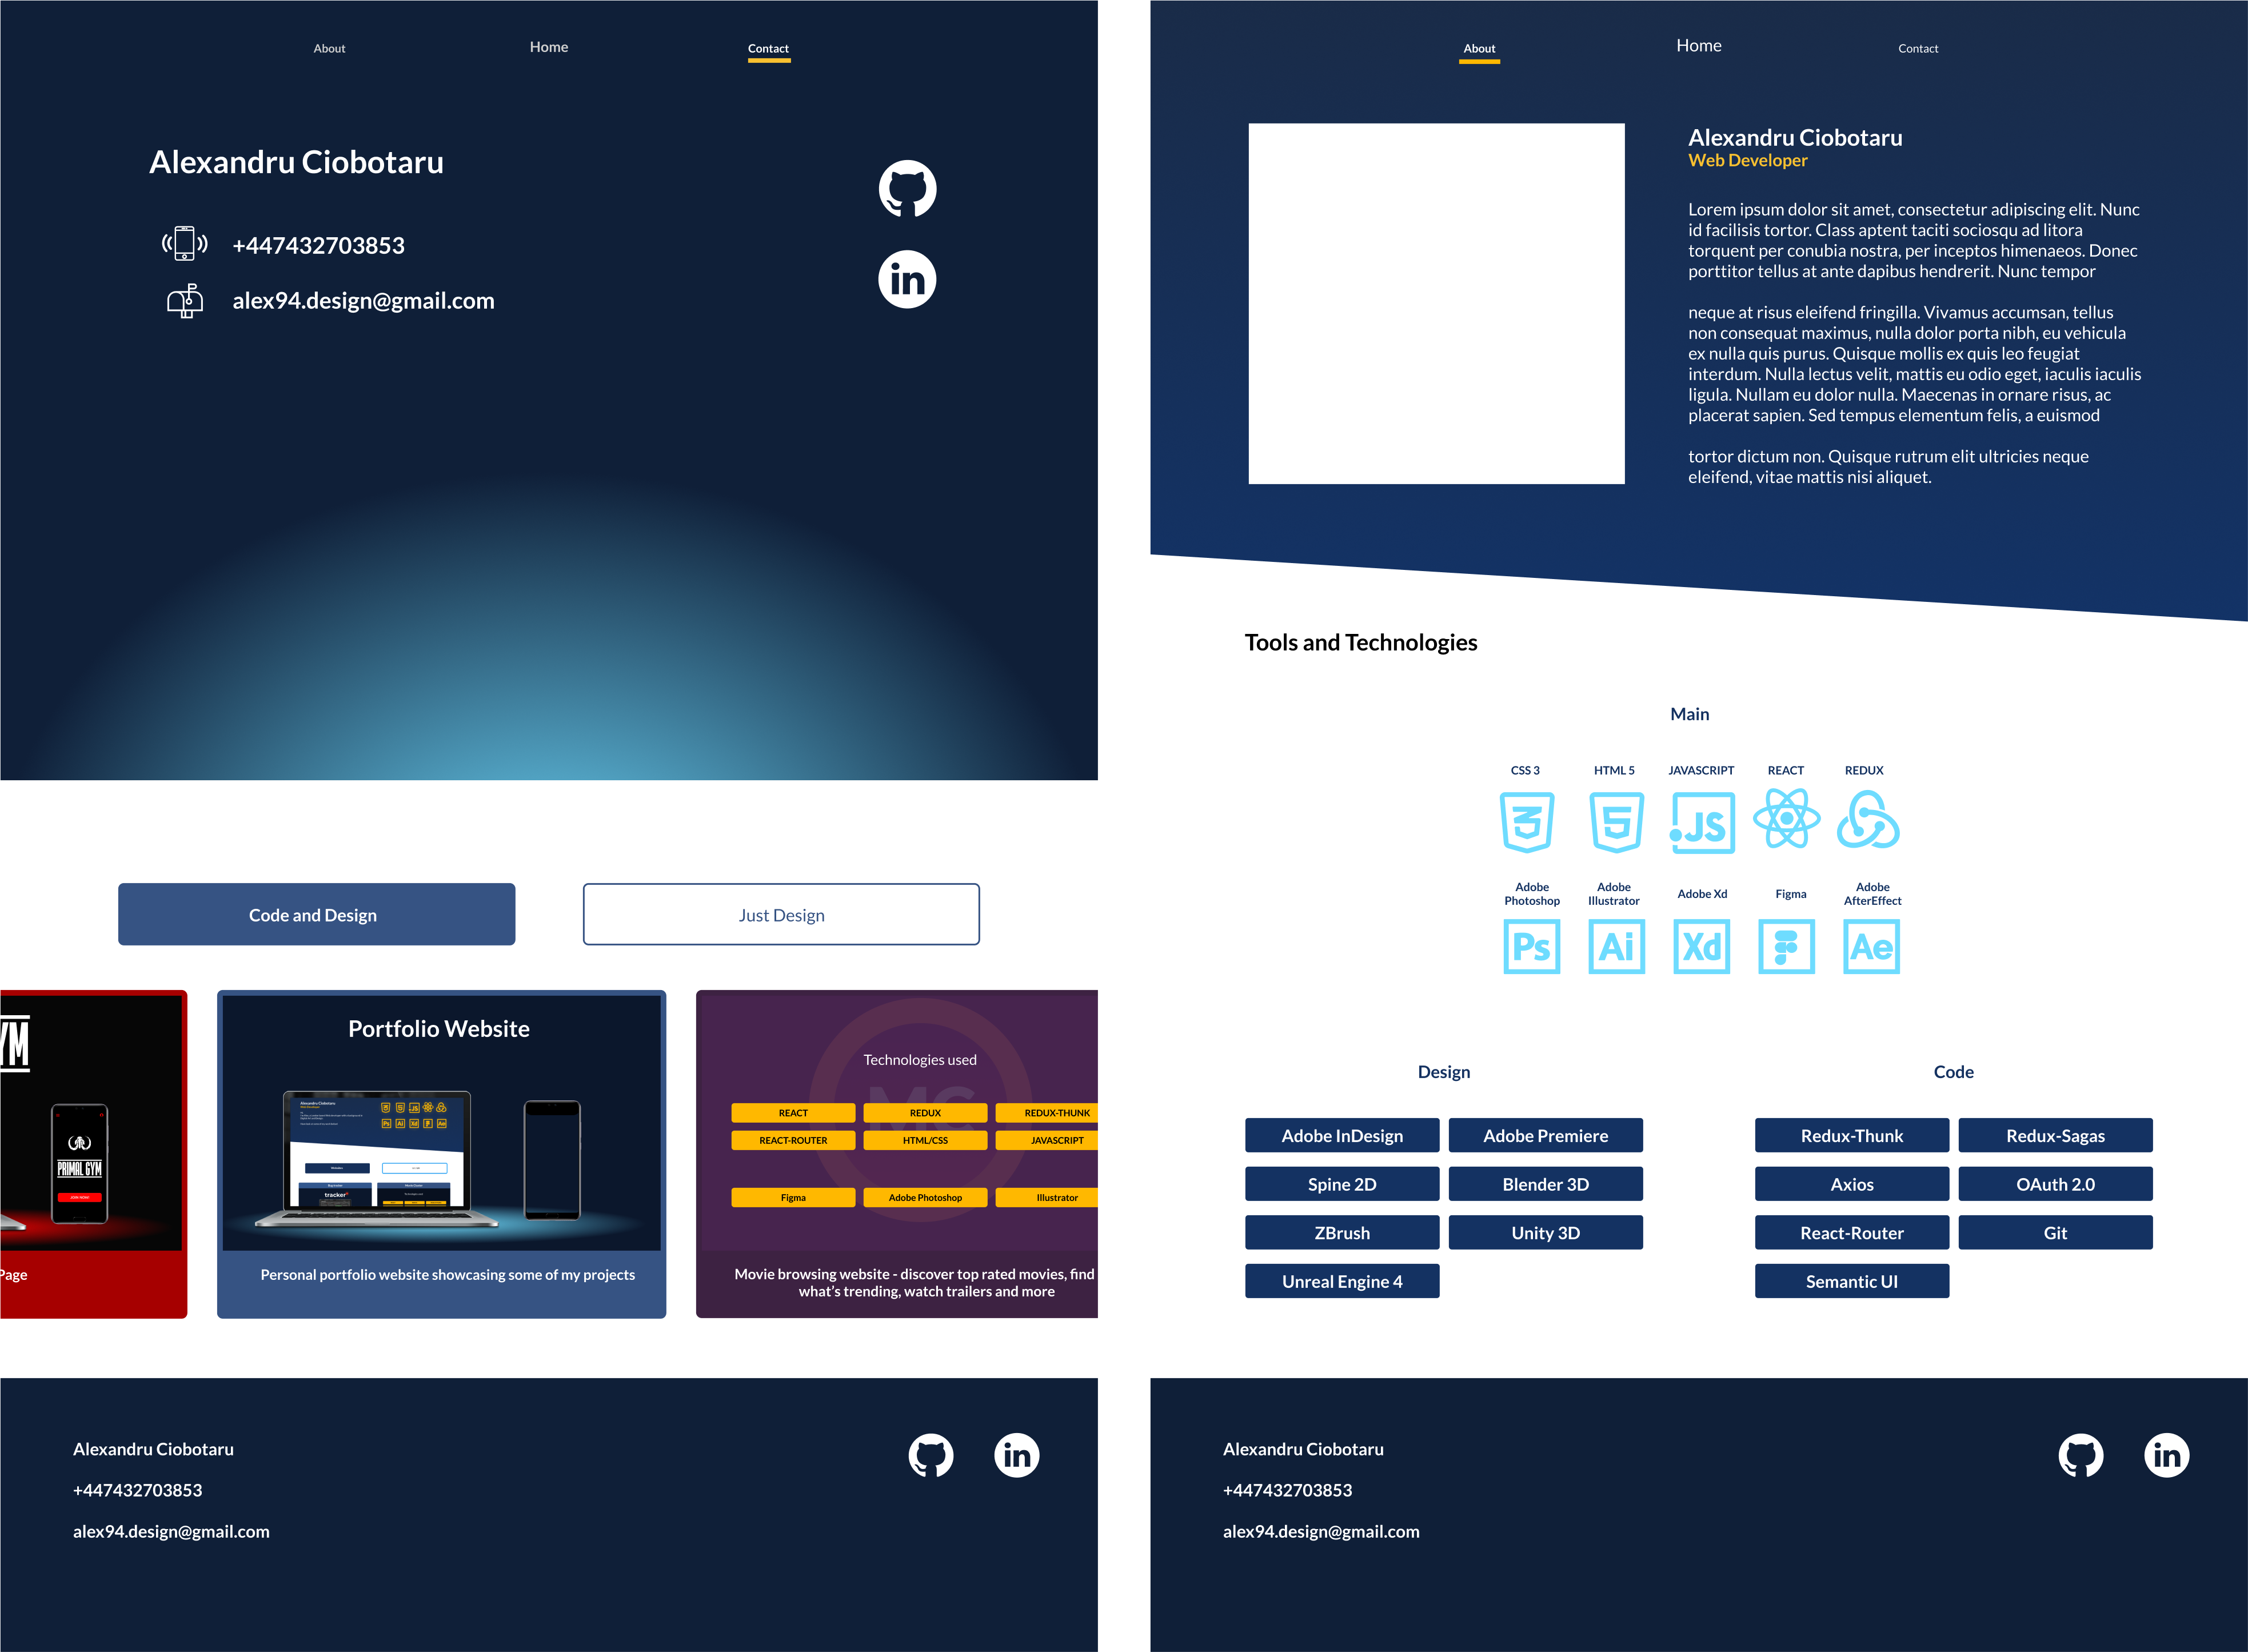 About
Home
Contact
Alexandru Ciobotaru
+447432703853
alex94.design@gmail.com
in
Code and Design
Just Design
YM
PRIMAL GYM
JOIN NOW
Page
Portfolio Website
Alexandru Ciobotaru
tracker
Personal portfolio website showcasing some of my projects
MC
Technologies used
REACT
REDUX
REDUX-THUNK
REACT-ROUTER
HTML/CSS
JAVASCRIPT
Figma
Adobe Photoshop
Illustrator
Movie browsing website - discover top rated movies, find
what's trending, watch trailers and more
Alexandru Ciobotaru
+447432703853
alex94.design@gmail.com
in
About
Home
Contact
Alexandru Ciobotaru
Web Developer
Lorem ipsum dolor sit amet, consectetur adipiscing elit. Nunc
id facilisis tortor. Class aptent taciti sociosqu ad litora
torquent per conubia nostra, per inceptos himenaeos. Donec
porttitor tellus at ante dapibus hendrerit. Nunc tempor
neque at risus eleifend fringilla. Vivamus accumsan, tellus
non consequat maximus, nulla dolor porta nibh, eu vehicula
ex nulla quis purus. Quisque mollis ex quis leo feugiat
interdum. Nulla lectus velit, mattis eu odio eget, iaculis iaculis
ligula. Nullam eu dolor nulla. Maecenas in ornare risus, ac
placerat sapien. Sed tempus elementum felis, a euismod
tortor dictum non. Quisque rutrum elit ultricies neque
eleifend, vitae mattis nisi aliquet.
Tools and Technologies
Main
CSS 3
HTML 5
JAVASCRIPT
REACT
REDUX
3
5
JS
Adobe
Photoshop
Adobe
Illustrator
Adobe Xd
Figma
Adobe
AfterEffect
Ps
Ai
Xd
Ae
Design
Adobe InDesign
Adobe Premiere
Spine 2D
Blender 3D
ZBrush
Unity 3D
Unreal Engine 4
Code
Redux-Thunk
Redux-Sagas
Axios
OAuth 2.0
React-Router
Git
Semantic UI
Alexandru Ciobotaru
+447432703853
alex94.design@gmail.com
in